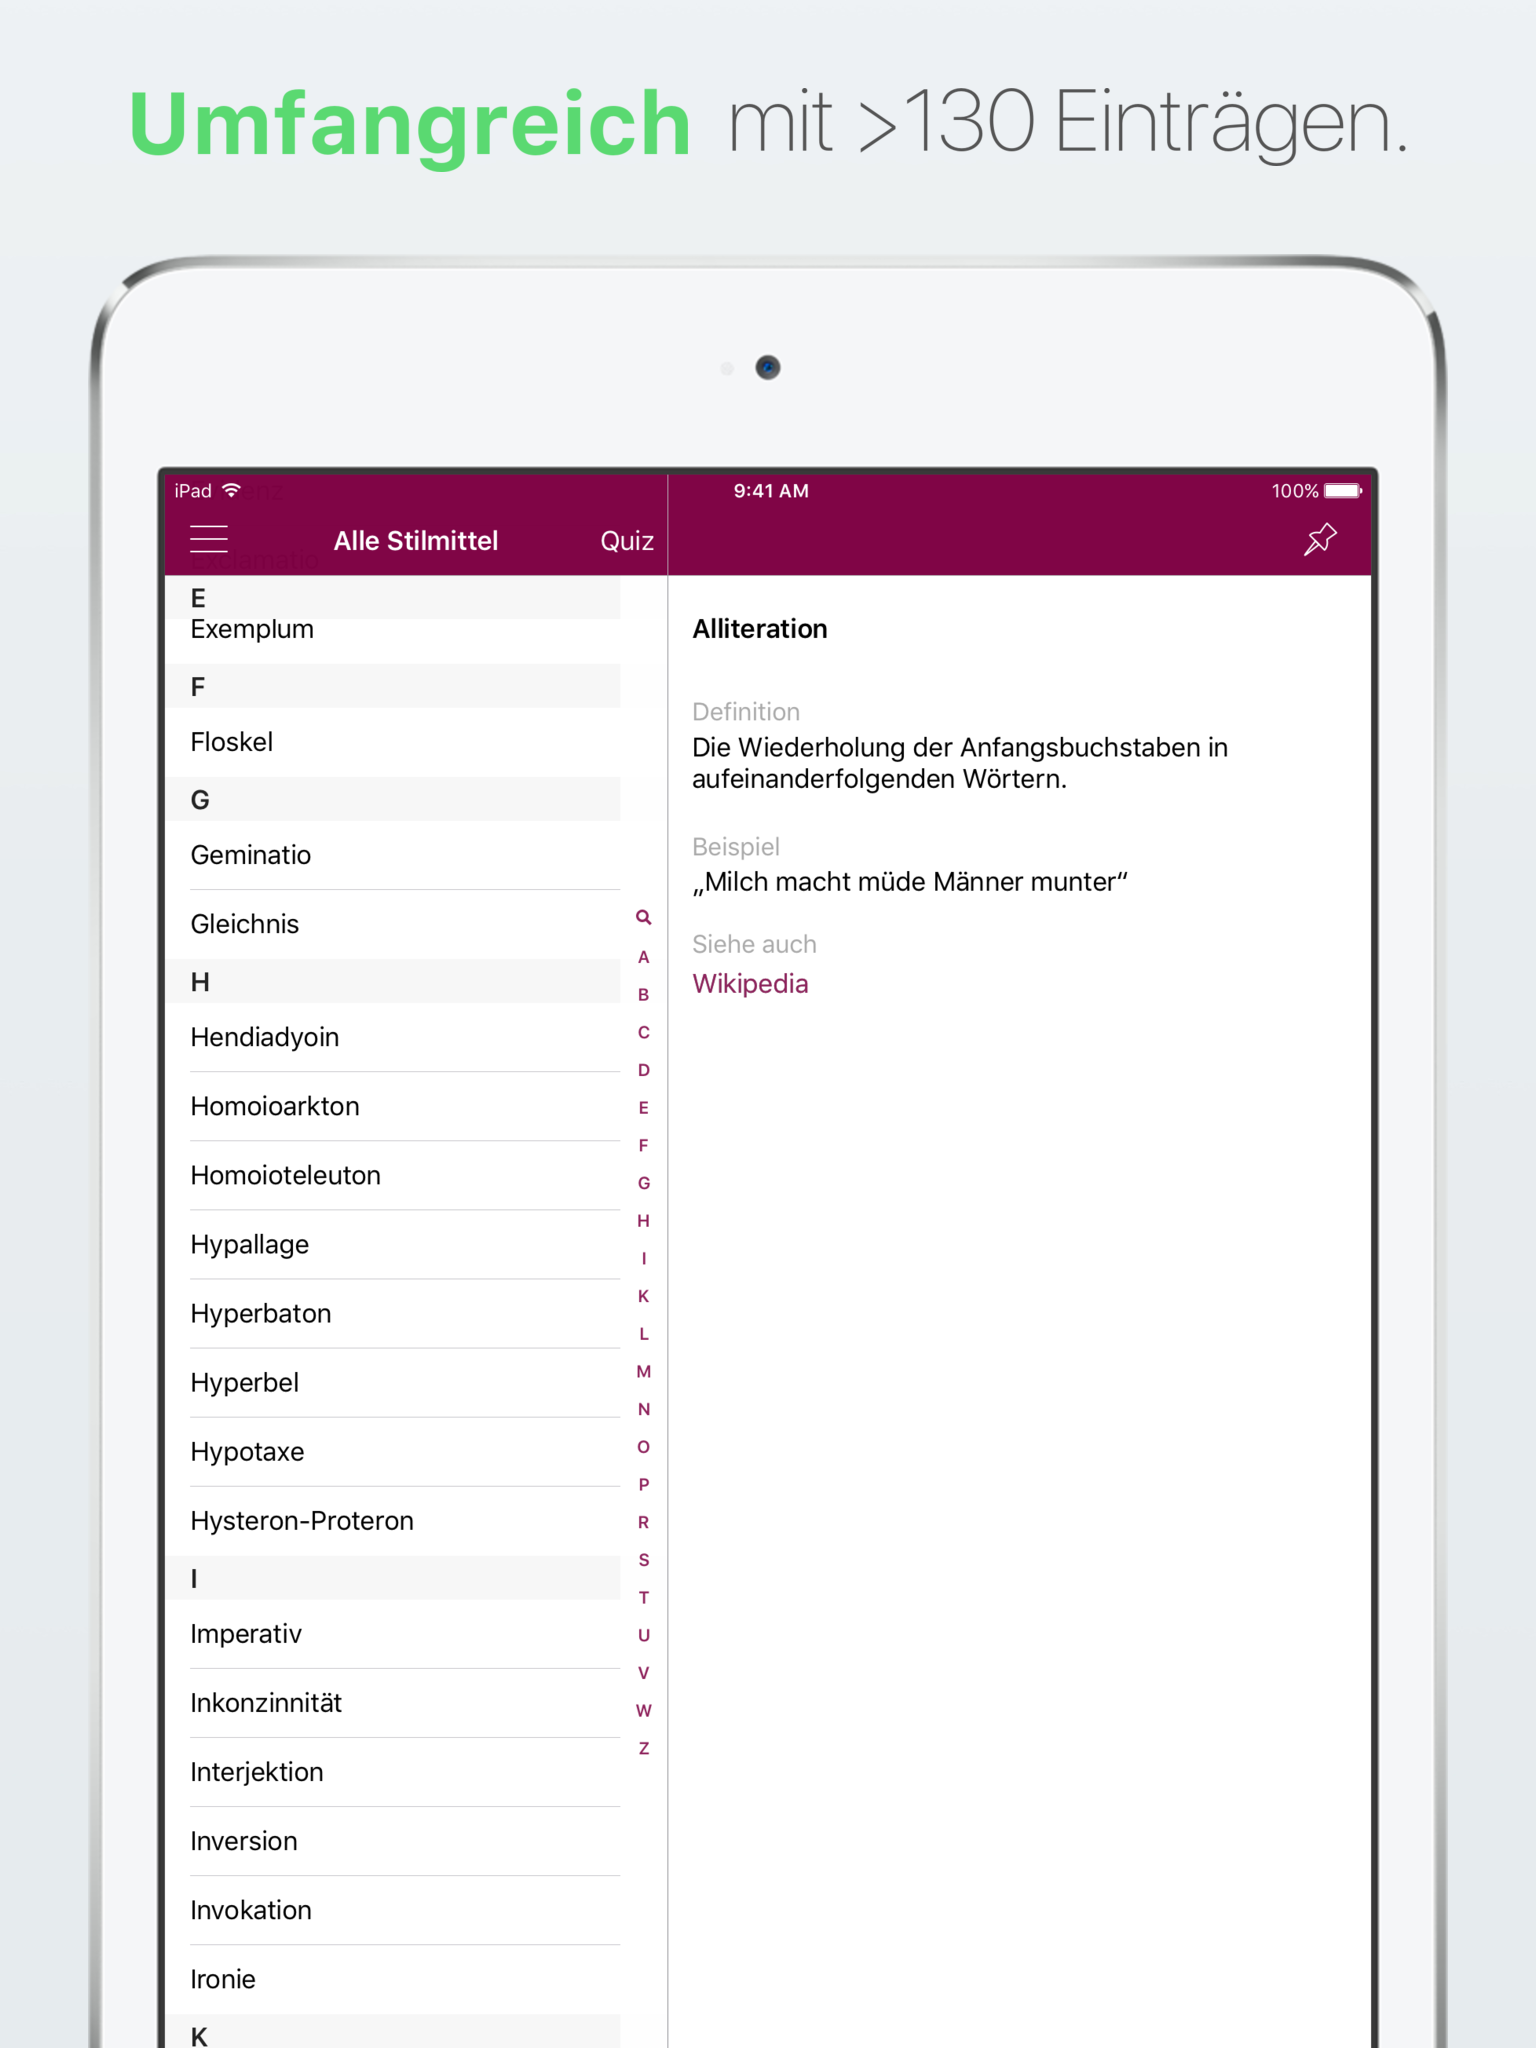 Umfangreich mit >130 Einträgen.
iPad
9:41 AM
100%
Alle Stilmittel
Quiz
Exclamatio
E
Exemplum
F
Floskel
G
Geminatio
Gleichnis
H
Hendiadyoin
Homoioarkton
Homoioteleuton
Hypallage
Hyperbaton
Hyperbel
Hypotaxe
Hysteron-Proteron
I
Imperativ
Inkonzinnität
Interjektion
Inversion
Invokation
Ironie
K
A
B
C
D
E
F
G
H
I
K
L
M
N
O
P
R
S
T
U
V
W
Z
Alliteration
Definition
Die Wiederholung der Anfangsbuchstaben in
aufeinanderfolgenden Wörtern.
Beispiel
„Milch macht müde Männer munter“
Siehe auch
Wikipedia